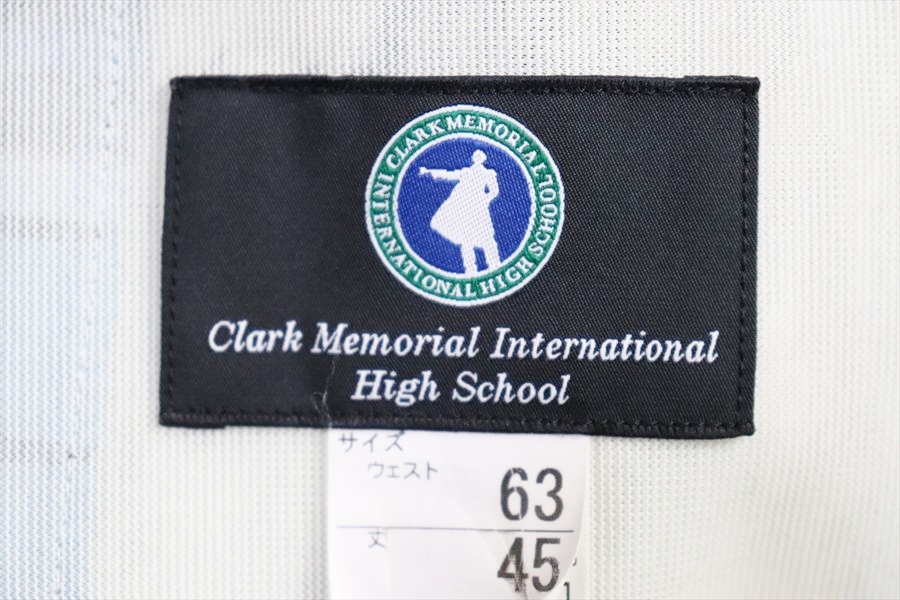 CLARK MEMORIAL
INTERNATIONAL HIGH SCHOOL
Clark Memorial International
High School
サイズ
ウェスト
63
丈
45